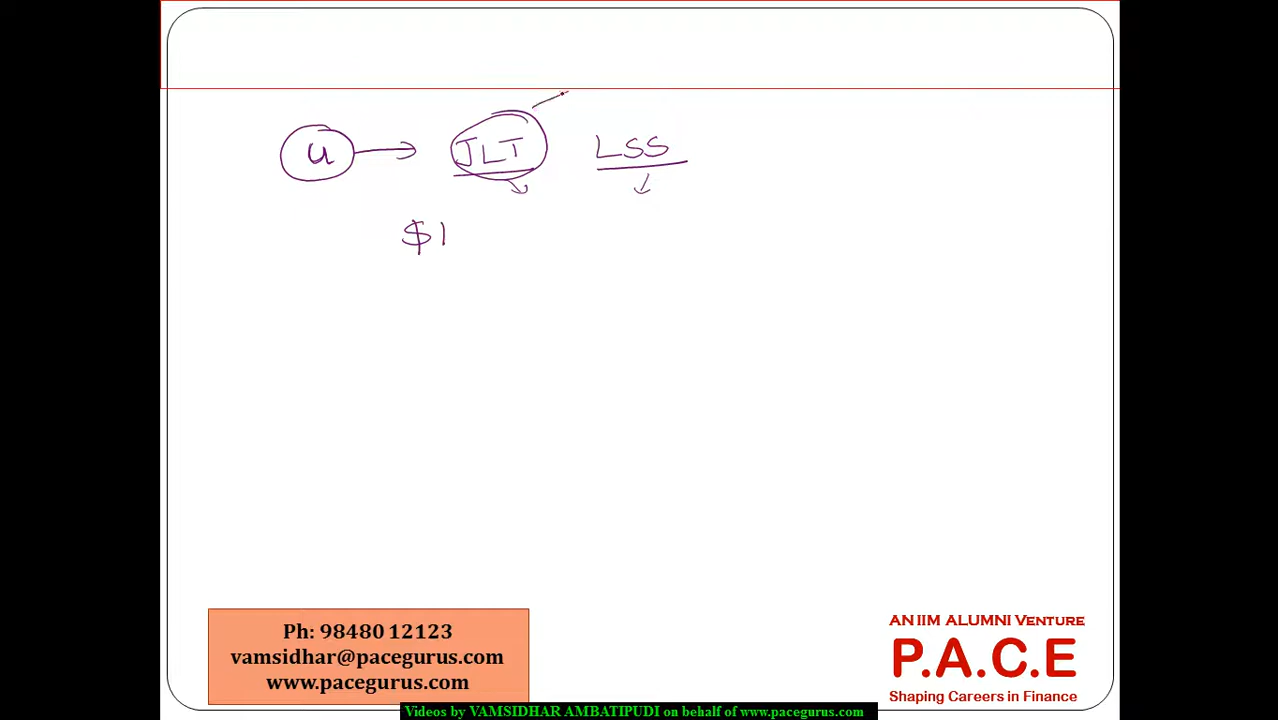 u → JLT LSS
$1
Ph: 98480 12123
vamsidhar@pacegurus.com
www.pacegurus.com
AN IIM ALUMNI VENTURE
P.A.C.E
Shaping Careers in Finance
Videos by VAMSIDHAR AMBATIPUDI on behalf of www.pacegurus.com